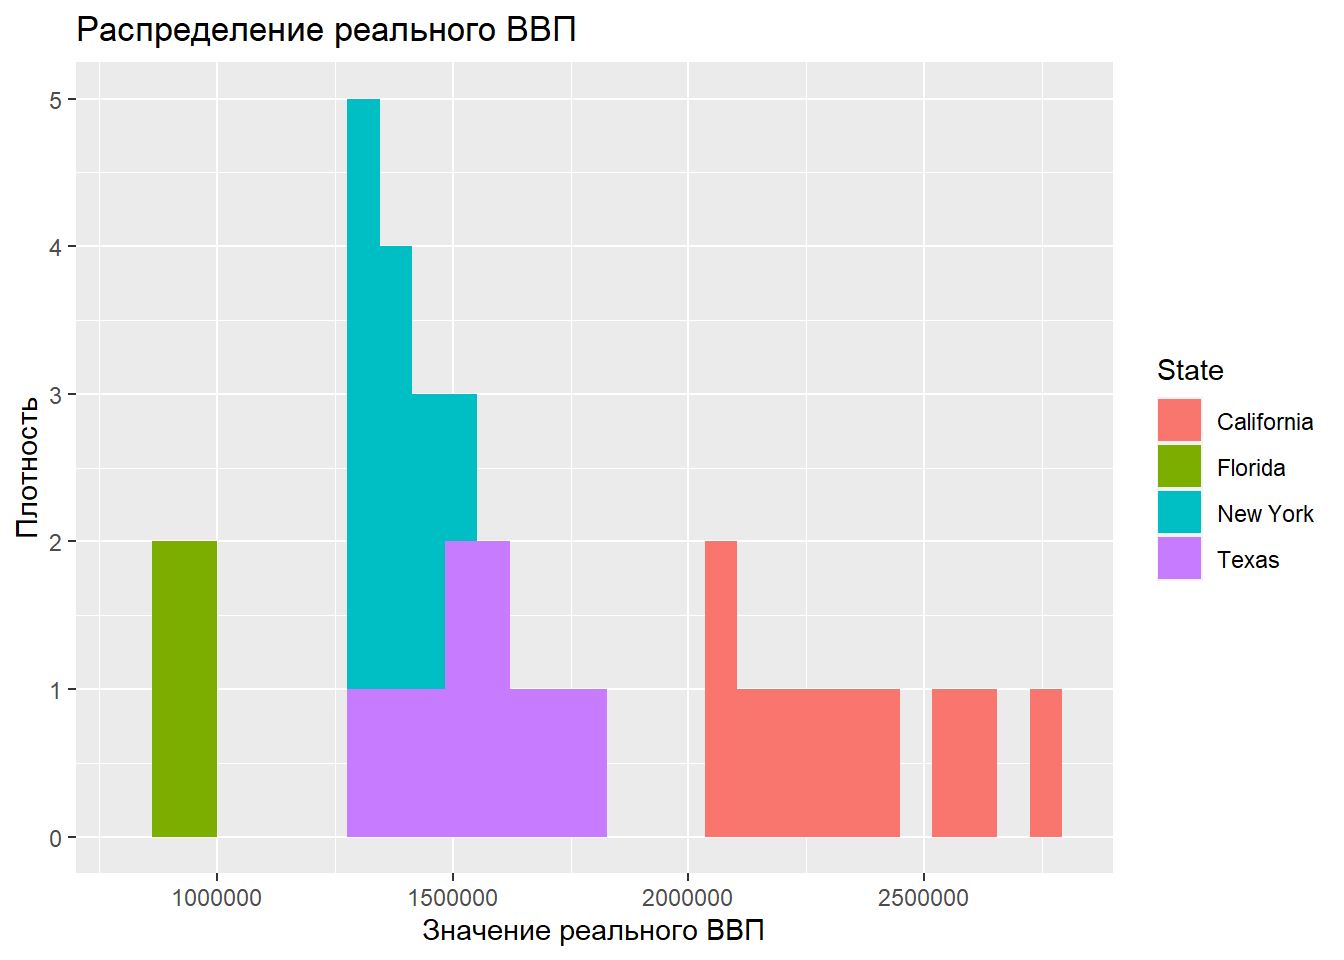 Распределение реального ВВП
Плотность
5
4
3
2
1
0
1000000 1500000 2000000 2500000
Значение реального ВВП
State
California
Florida
New York
Texas